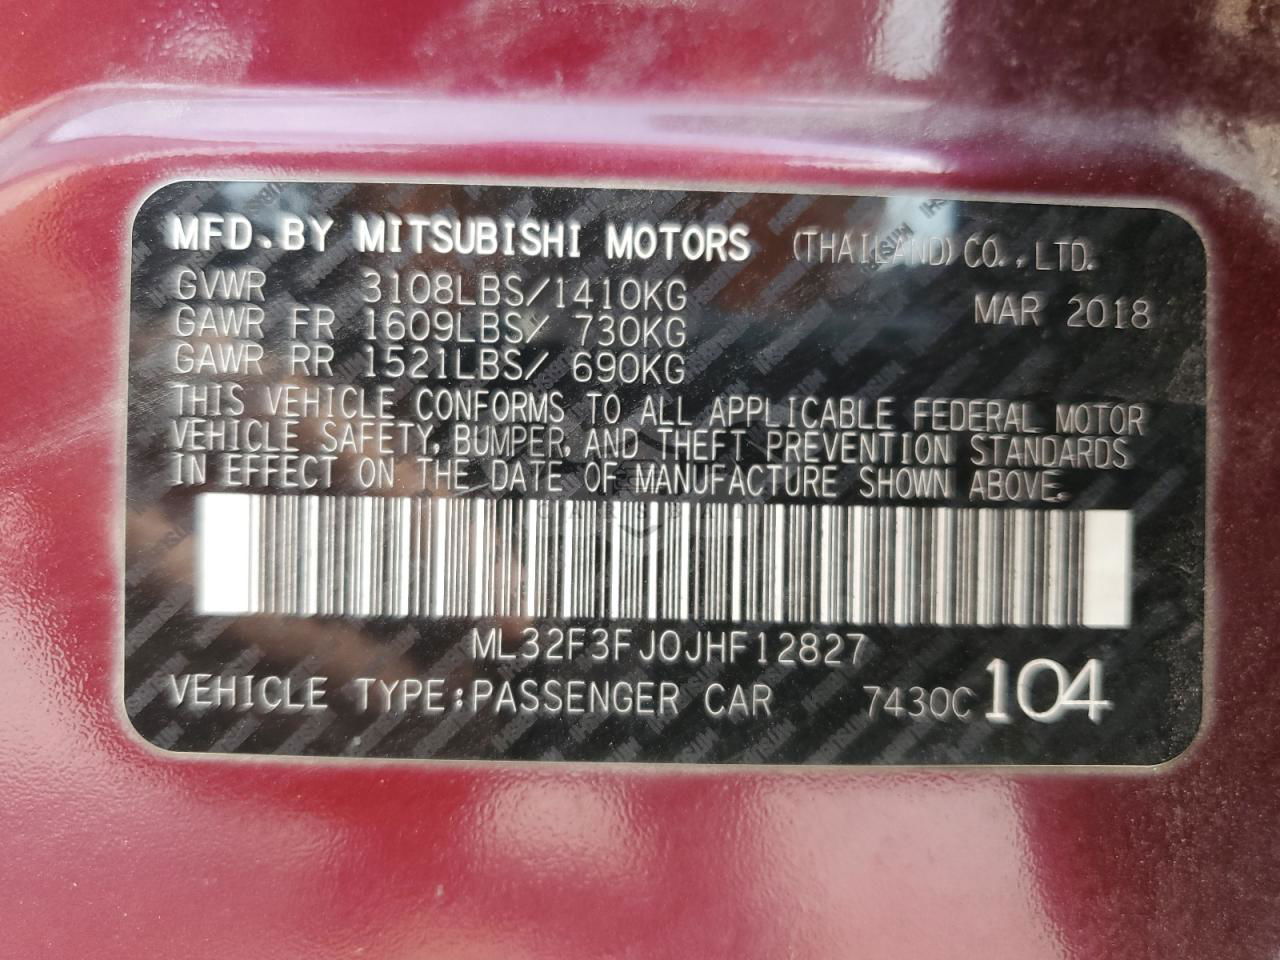 MFD.BY MITSUBISHI MOTORS (THAILAND) CO.,LTD.
GVWR 3108LBS/1410KG MAR 2018
GAWR FR 1609LBS/ 730KG
GAWR RR 1521LBS/ 690KG
THIS VEHICLE CONFORMS TO ALL APPLICABLE FEDERAL MOTOR
VEHICLE SAFETY, BUMPER, AND THEFT PREVENTION STANDARDS
IN EFFECT ON THE DATE OF MANUFACTURE SHOWN ABOVE.
ML32F3FJ0JHF12827
VEHICLE TYPE:PASSENGER CAR 7430C 104